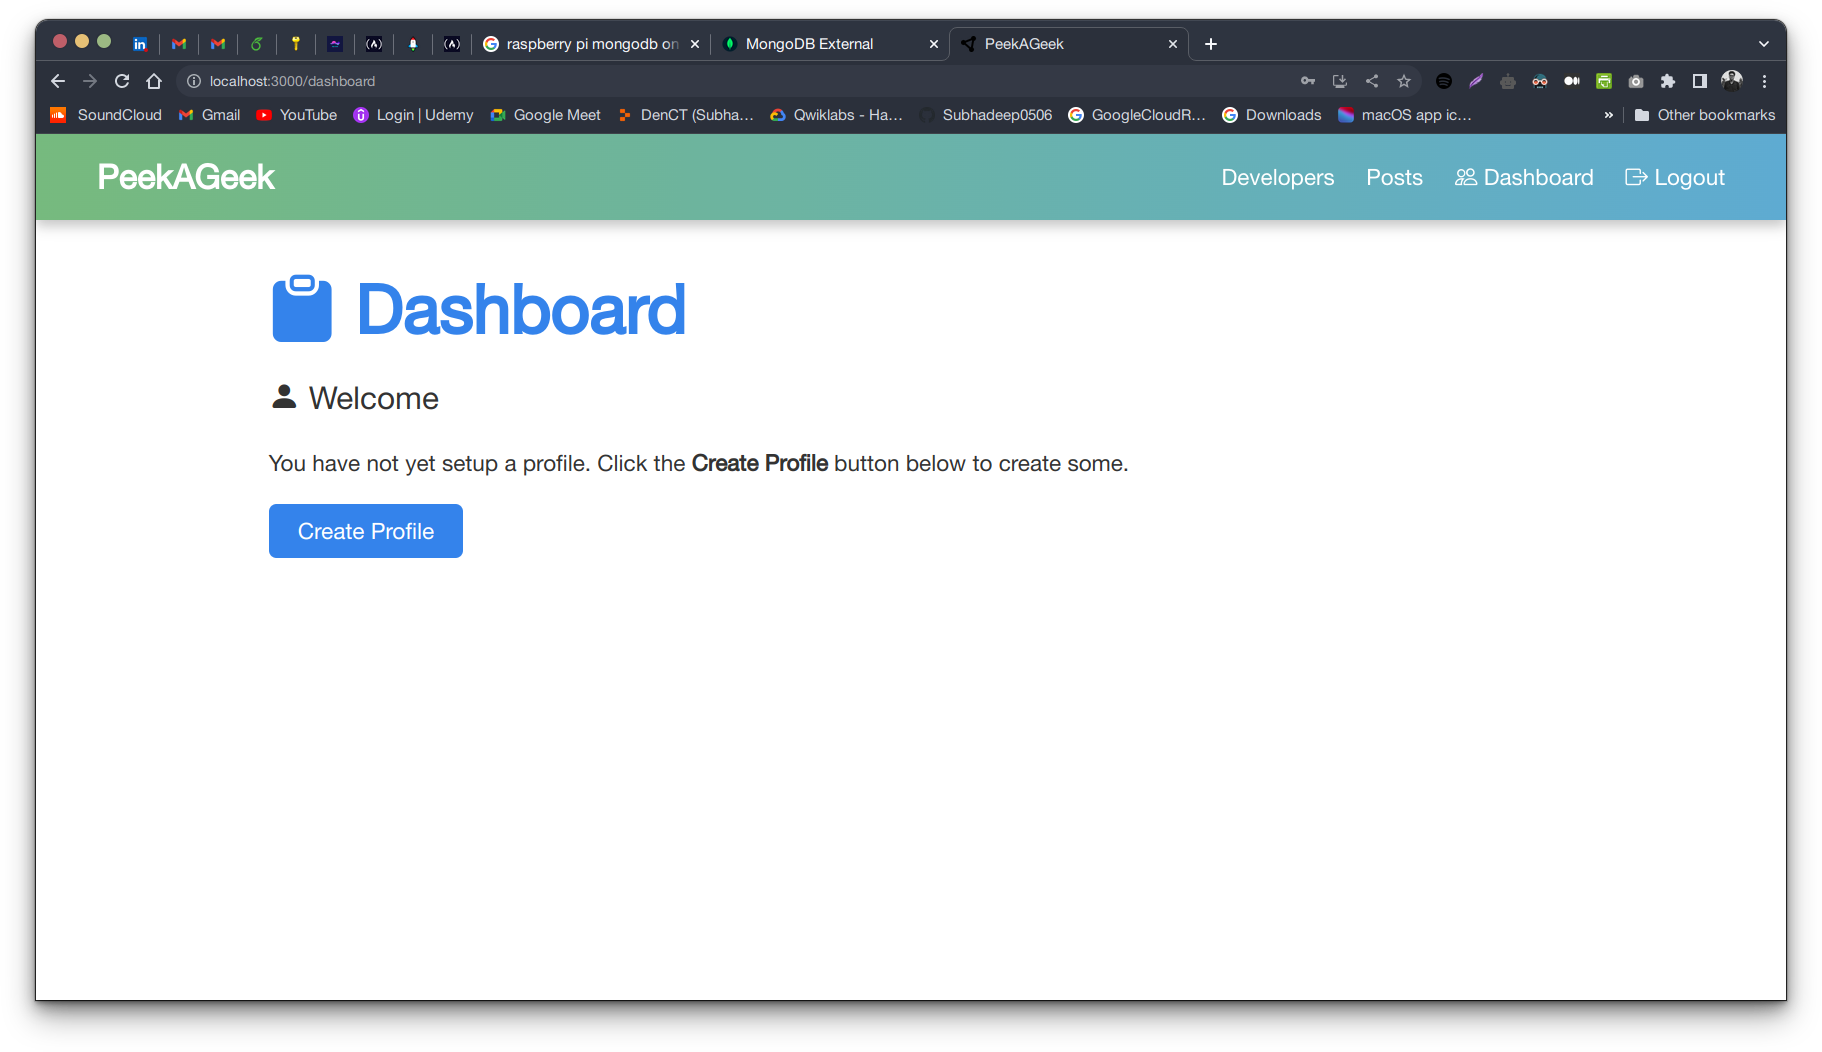 raspberry pi mongodb on
MongoDB External
PeekAGeek
localhost:3000/dashboard
SoundCloud Gmail YouTube Login | Udemy Google Meet DenCT (Subha... Qwiklabs - Ha... Subhadeep0506 GoogleCloudR... Downloads macOS app ic... » Other bookmarks
PeekAGeek
Developers Posts Dashboard Logout
Dashboard
Welcome
You have not yet setup a profile. Click the Create Profile button below to create some.
Create Profile